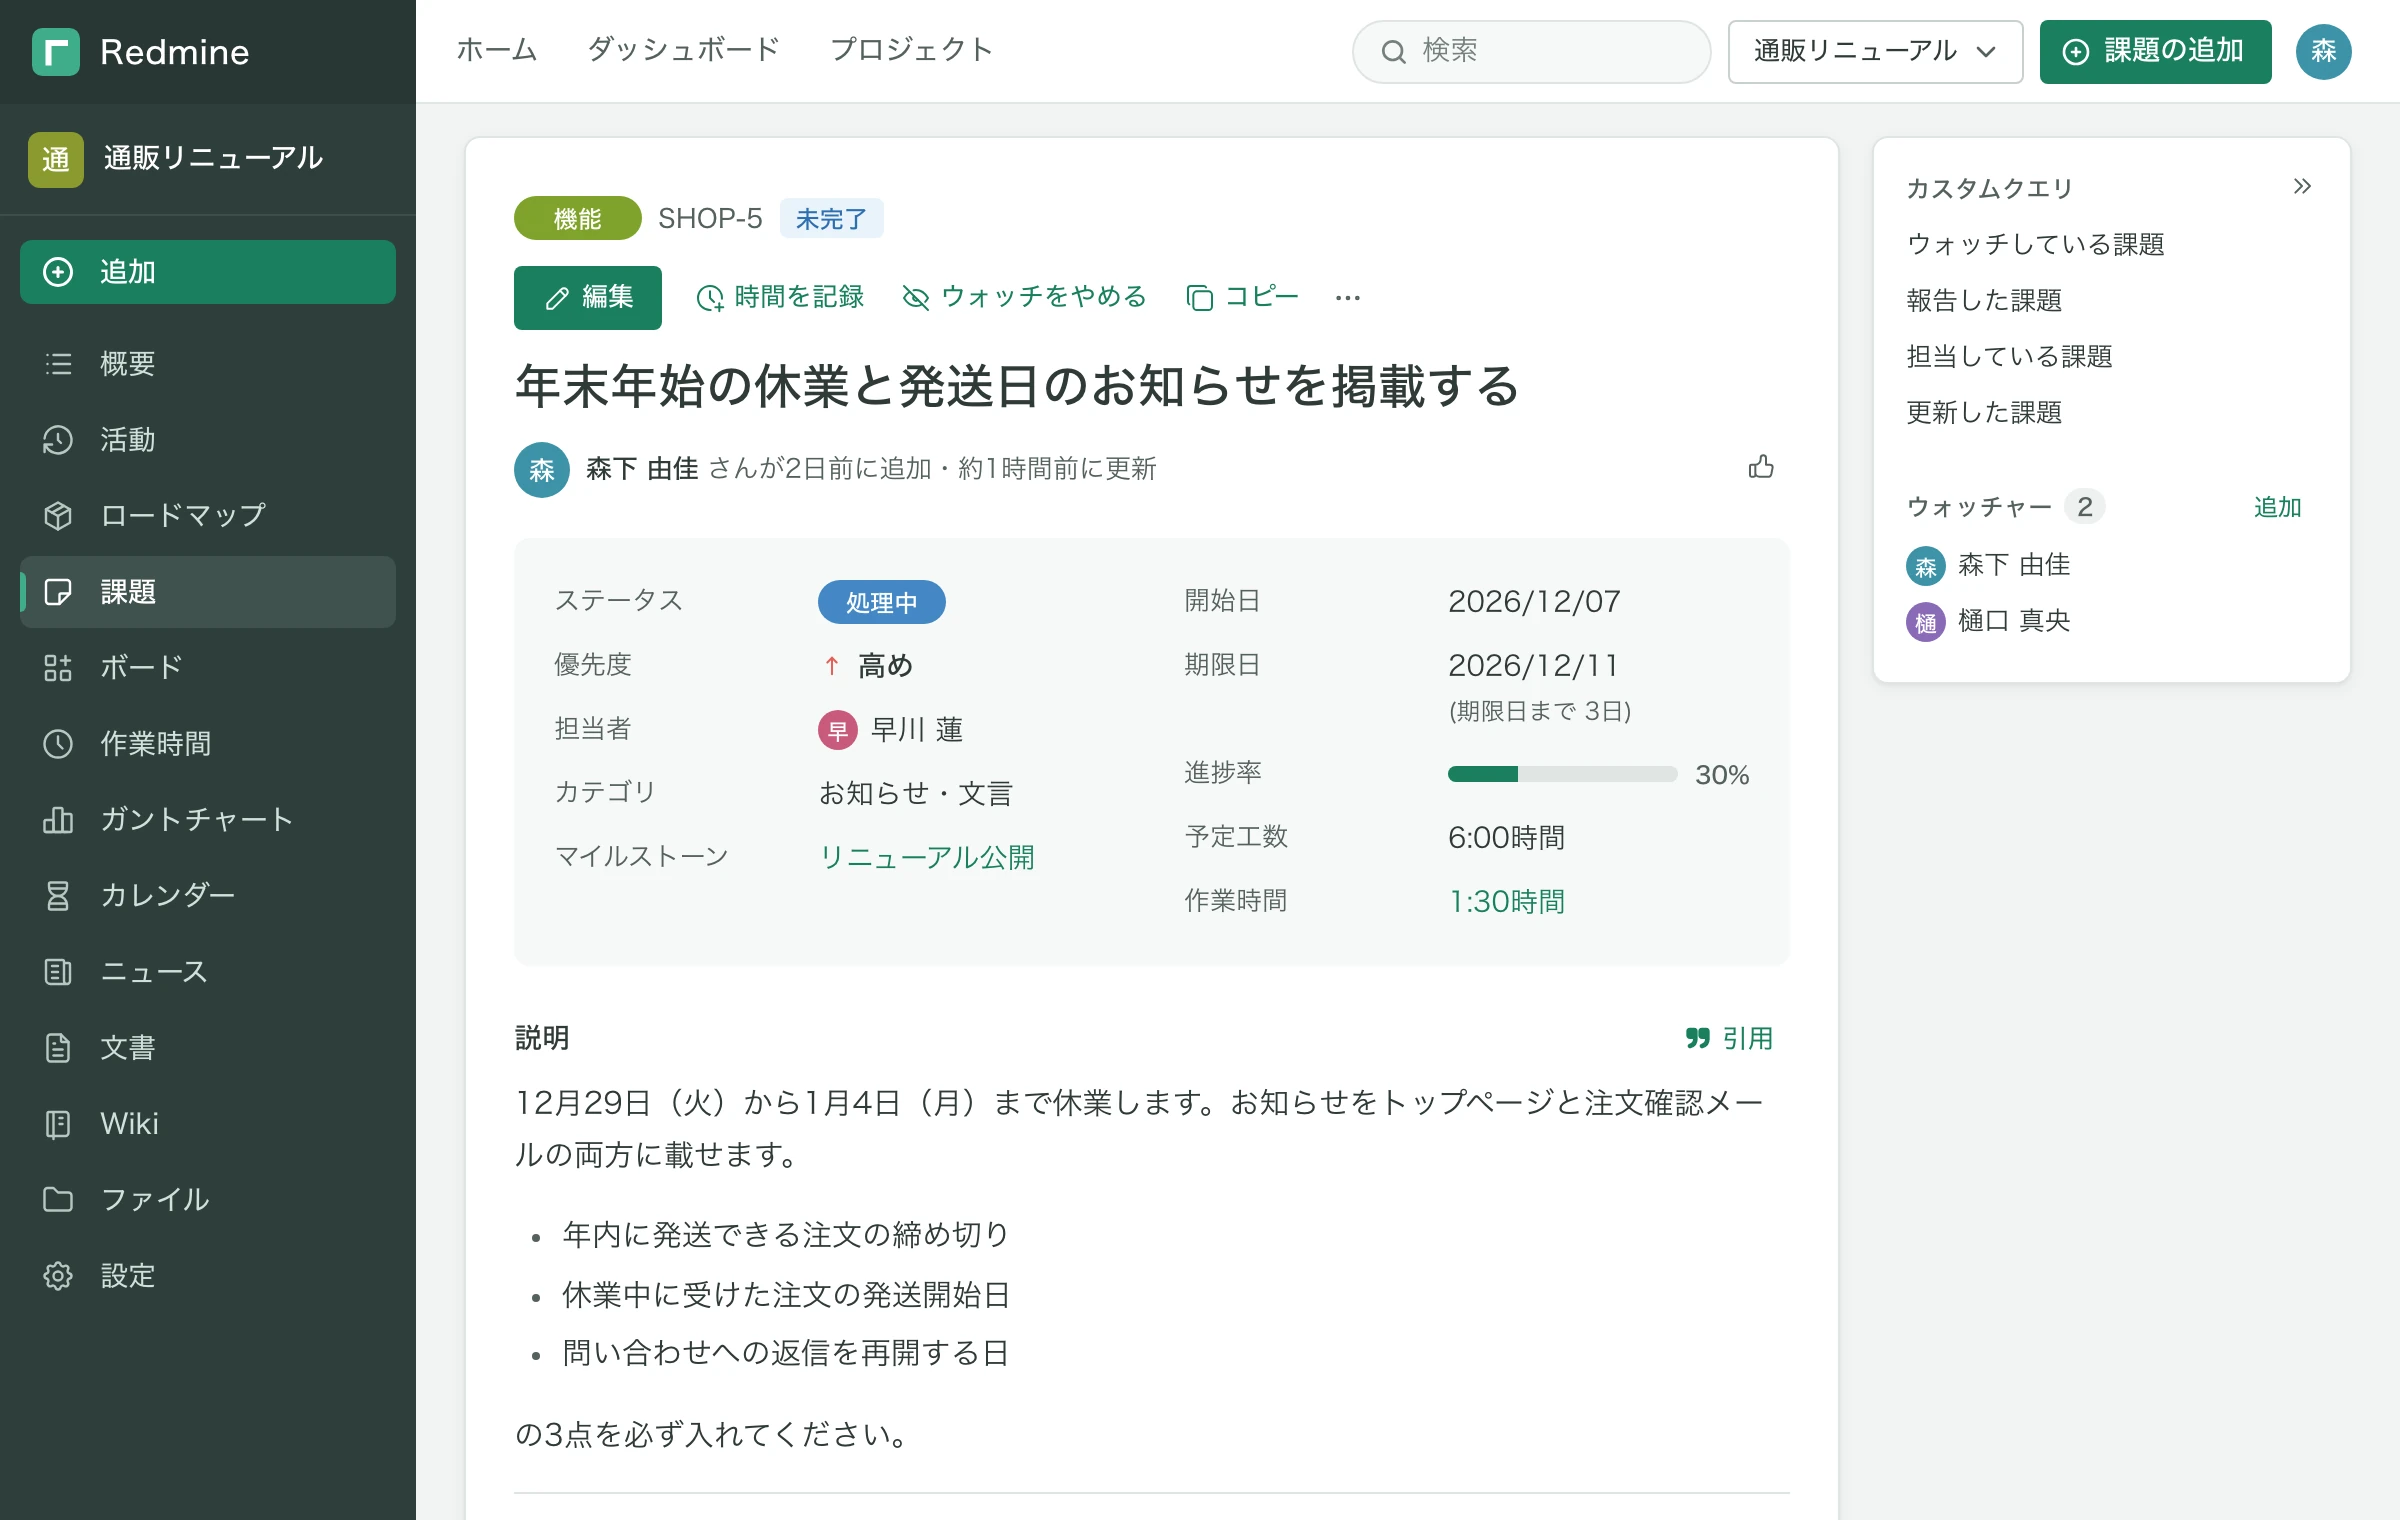 Redmine
通 通販リニューアル
追加
概要
活動
ロードマップ
課題
ボード
作業時間
ガントチャート
カレンダー
ニュース
文書
Wiki
ファイル
設定
ホーム ダッシュボード プロジェクト
検索
通販リニューアル
課題の追加
森
機能 SHOP-5 未完了
編集 時間を記録 ウォッチをやめる コピー …
年末年始の休業と発送日のお知らせを掲載する
森 森下 由佳 さんが2日前に追加・約1時間前に更新
ステータス 処理中
優先度 ↑ 高め
担当者 早 早川 蓮
カテゴリ お知らせ・文言
マイルストーン リニューアル公開
開始日 2026/12/07
期限日 2026/12/11
(期限日まで 3日)
進捗率 30%
予定工数 6:00時間
作業時間 1:30時間
説明
引用
12月29日（火）から1月4日（月）まで休業します。お知らせをトップページと注文確認メー
ルの両方に載せます。
• 年内に発送できる注文の締め切り
• 休業中に受けた注文の発送開始日
• 問い合わせへの返信を再開する日
の3点を必ず入れてください。
カスタムクエリ
ウォッチしている課題
報告した課題
担当している課題
更新した課題
ウォッチャー 2 追加
森 森下 由佳
樋 樋口 真央